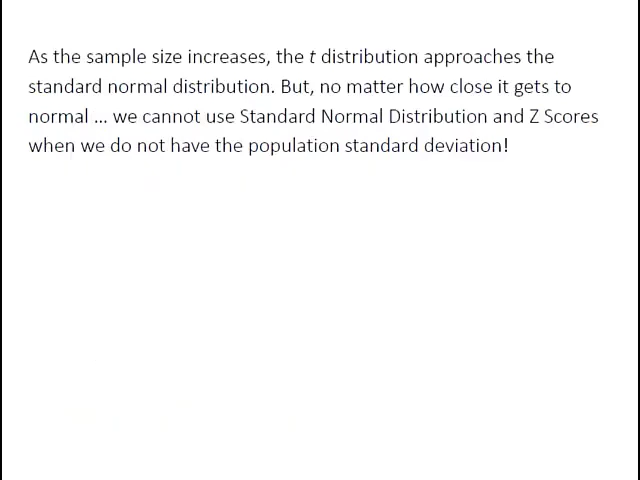 As the sample size increases, the t distribution approaches the
standard normal distribution. But, no matter how close it gets to
normal ... we cannot use Standard Normal Distribution and Z Scores
when we do not have the population standard deviation!